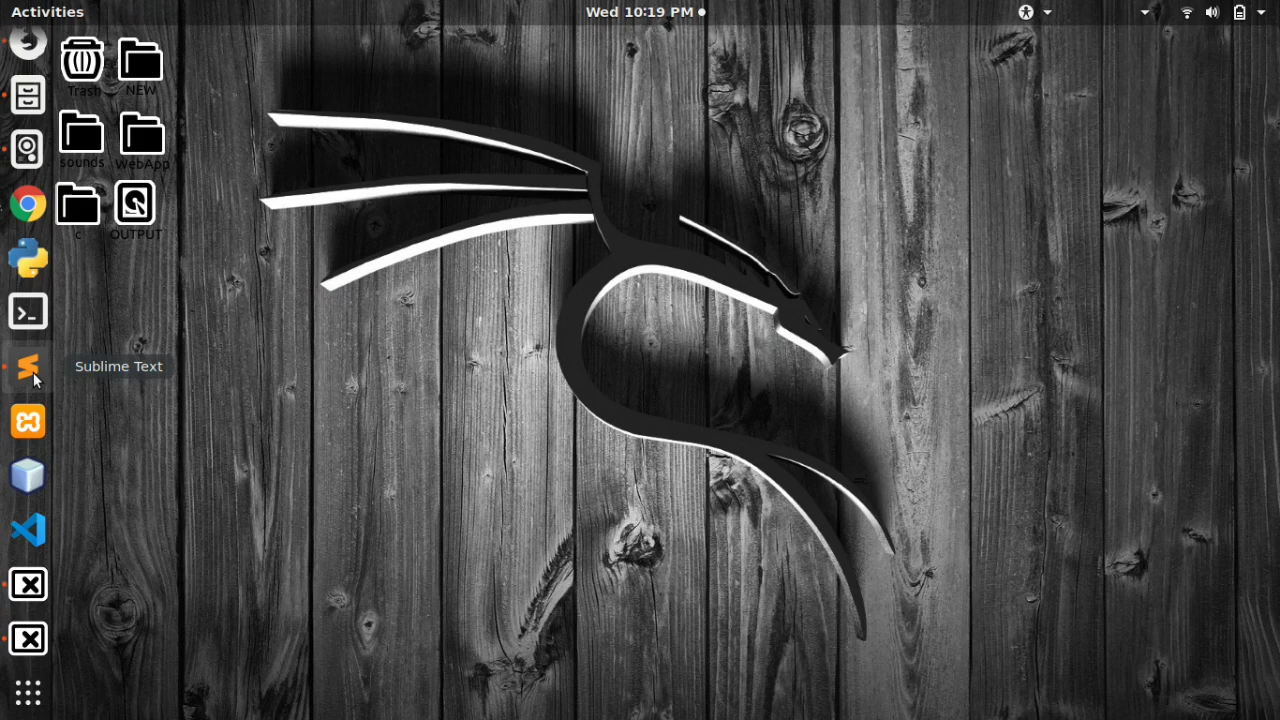 Activities
Wed 10:19 PM
Trash
NEW
sounds
WebApp
c
OUTPUT
Sublime Text